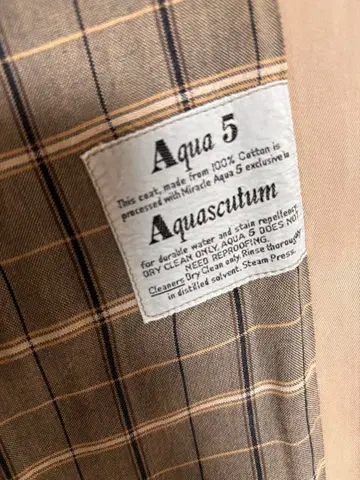 Aqua 5
This coat, made from 100% Cotton is
processed with Miracle Aqua 5 exclusive to
Aquascutum
for durable water and stain repellency.
DRY CLEAN ONLY. AQUA 5 DOES NOT
NEED REPROOFING.
Cleaners Dry Clean only. Rinse thoroughly
in distilled solvent. Steam Press.